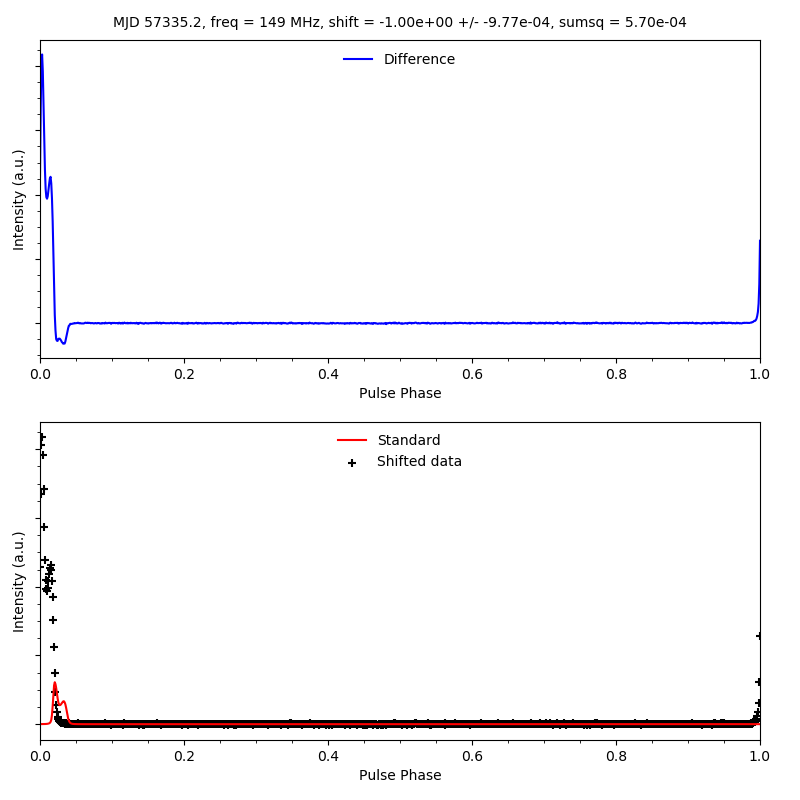 MJD 57335.2, freq = 149 MHz, shift = -1.00e+00 +/- -9.77e-04, sumsq = 5.70e-04
Difference
Intensity (a.u.)
0.0 0.2 0.4 0.6 0.8 1.0
Pulse Phase
Standard
Shifted data
Intensity (a.u.)
0.0 0.2 0.4 0.6 0.8 1.0
Pulse Phase